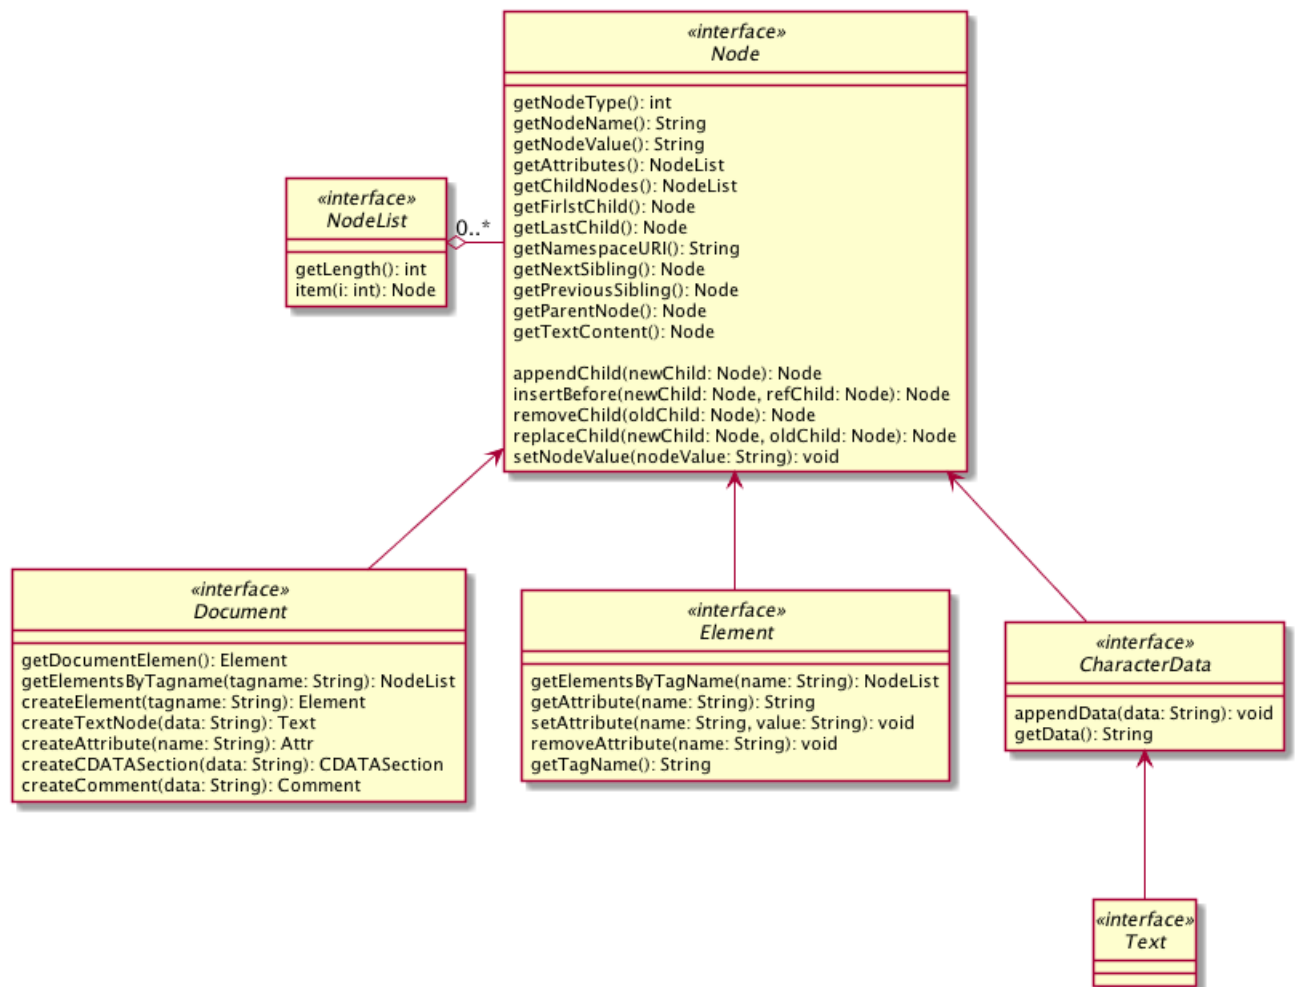 «interface»
Node
getNodeType(): int
getNodeName(): String
getNodeValue(): String
getAttributes(): NodeList
getChildNodes(): NodeList
getFirlstChild(): Node
getLastChild(): Node
getNamespaceURI(): String
getNextSibling(): Node
getPreviousSibling(): Node
getParentNode(): Node
getTextContent(): Node
appendChild(newChild: Node): Node
insertBefore(newChild: Node, refChild: Node): Node
removeChild(oldChild: Node): Node
replaceChild(newChild: Node, oldChild: Node): Node
setNodeValue(nodeValue: String): void
«interface»
NodeList
getLength(): int
item(i: int): Node
0..*
«interface»
Document
getDocumentElemen(): Element
getElementsByTagname(tagname: String): NodeList
createElement(tagname: String): Element
createTextNode(data: String): Text
createAttribute(name: String): Attr
createCDATASection(data: String): CDATASection
createComment(data: String): Comment
«interface»
Element
getElementsByTagName(name: String): NodeList
getAttribute(name: String): String
setAttribute(name: String, value: String): void
removeAttribute(name: String): void
getTagName(): String
«interface»
CharacterData
appendData(data: String): void
getData(): String
«interface»
Text